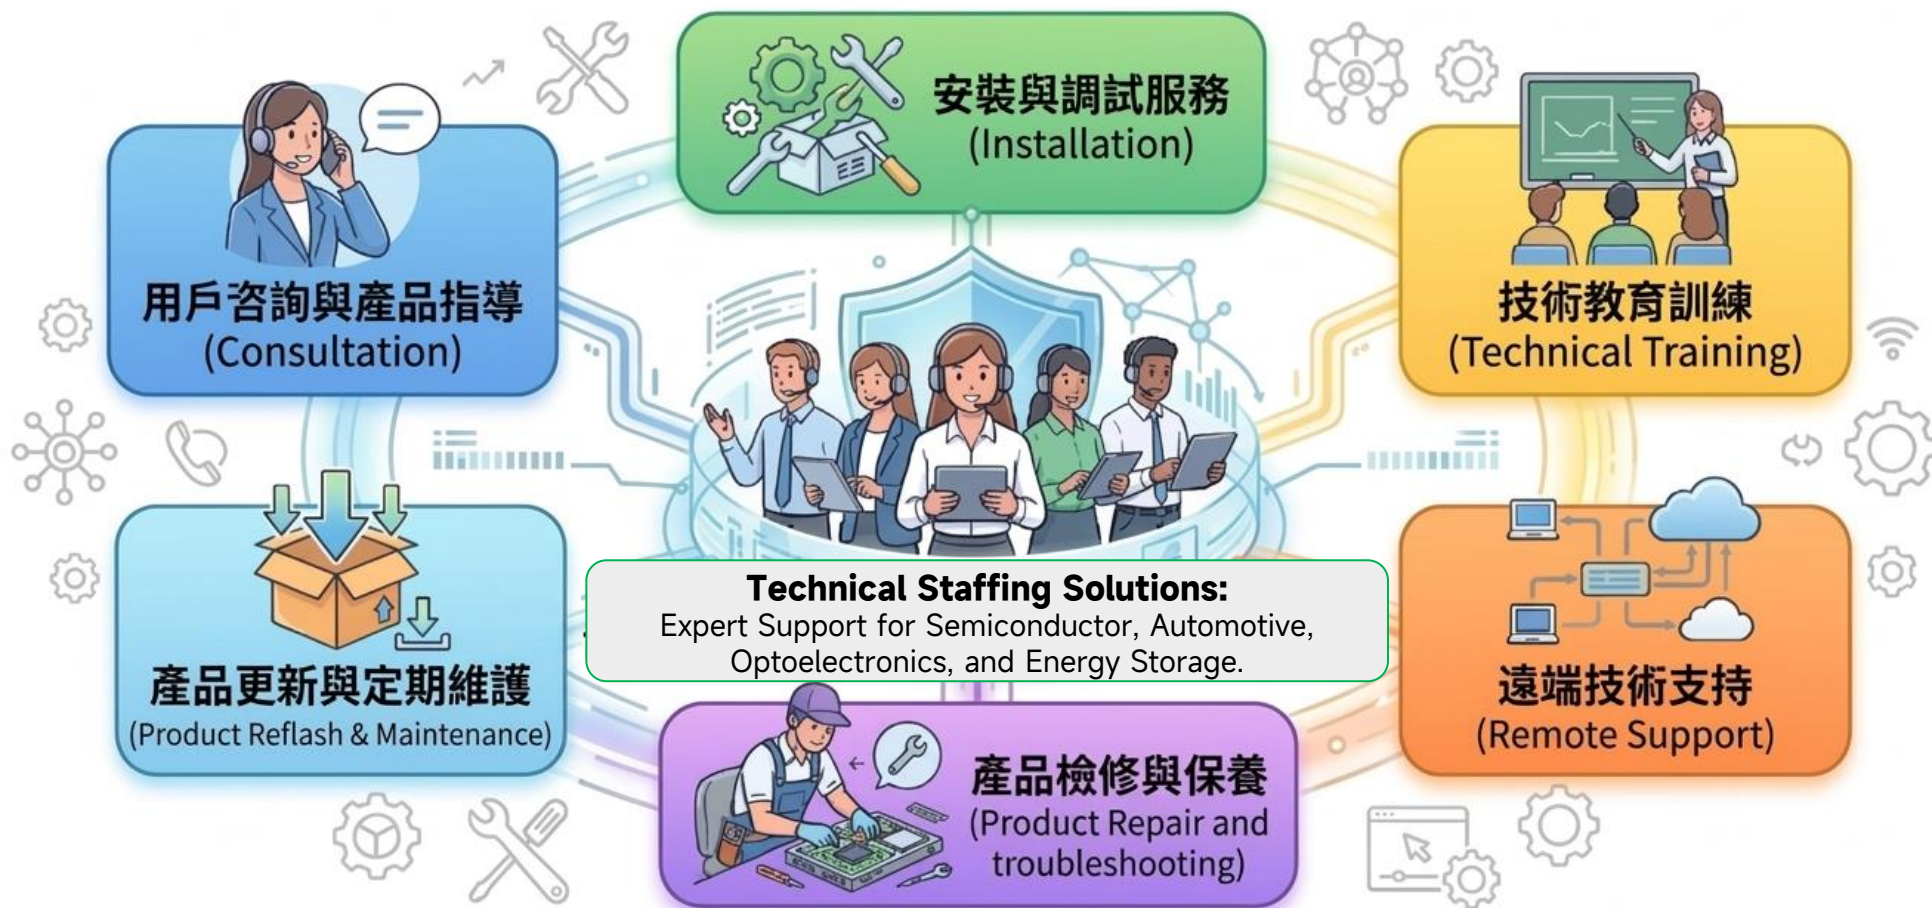 安裝與調試服務
(Installation)
用戶咨詢與產品指導
(Consultation)
技術教育訓練
(Technical Training)
Technical Staffing Solutions:
Expert Support for Semiconductor, Automotive,
Optoelectronics, and Energy Storage.
產品更新與定期維護
(Product Reflash & Maintenance)
遠端技術支持
(Remote Support)
產品檢修與保養
(Product Repair and
troubleshooting)